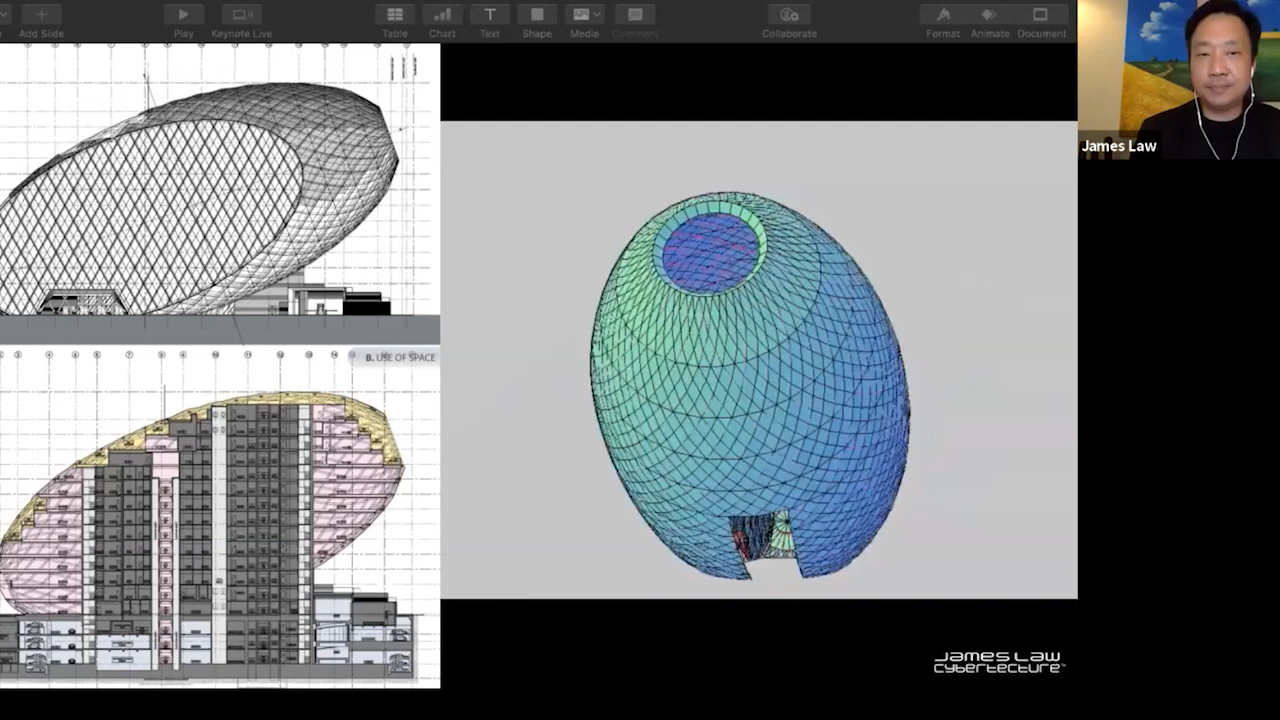 Add Slide
Play
Keynote Live
Table
Chart
Text
Shape
Media
Comment
Collaborate
Format
Animate
Document
James Law
B. USE OF SPACE
JAMES LAW
CYBERTECTURE™